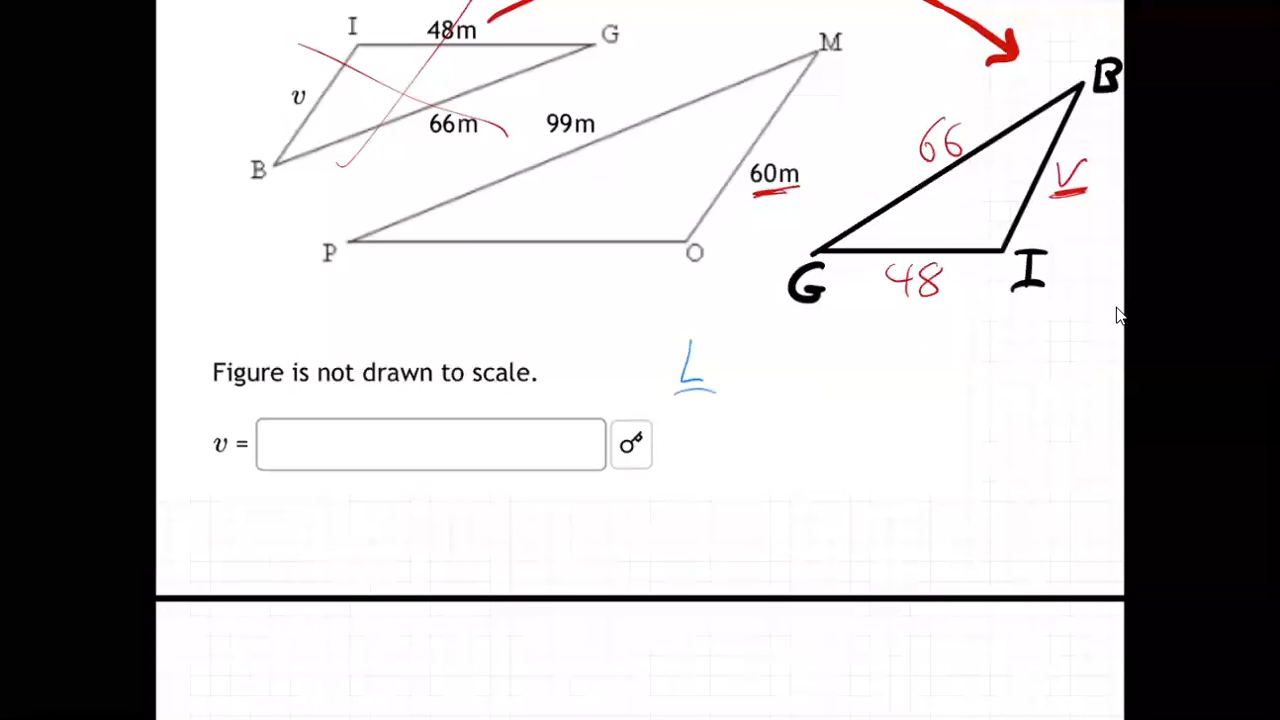 I 48m G M
B
v 66m 99m 66
B 60m V
P O G 48 I
Figure is not drawn to scale. L
v =